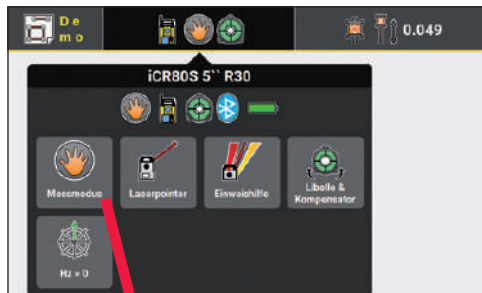 De
mo
0.049
iCR80S 5`` R30
Messmodus
Laserpointer
Einweishilfe
Libelle &
Kompensator
Hz = 0